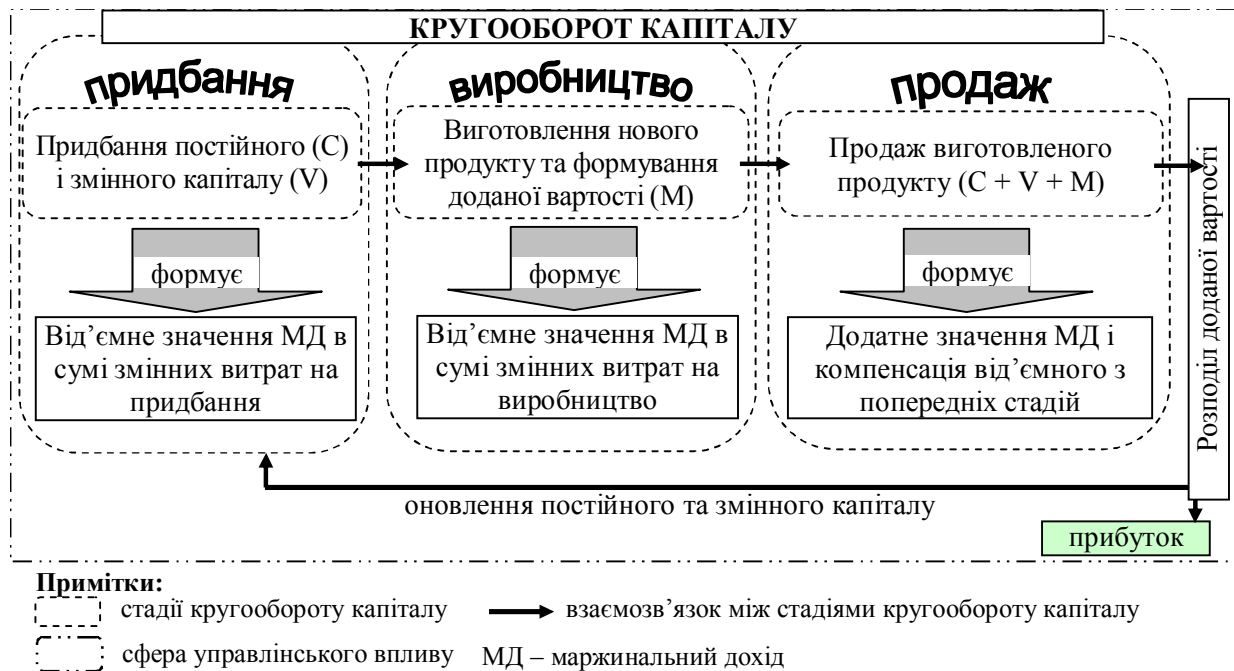 КРУГООБОРОТ КАПІТАЛУ
придбання
Придбання постійного (С)
і змінного капіталу (V)
формує
Від’ємне значення МД в
сумі змінних витрат на
придбання
виробництво
Виготовлення нового
продукту та формування
доданої вартості (М)
формує
Від’ємне значення МД в
сумі змінних витрат на
виробництво
продаж
Продаж виготовленого
продукту (С + V + М)
формує
Додатне значення МД і
компенсація від’ємного з
попередніх стадій
Розподіл доданої вартості
оновлення постійного та змінного капіталу
прибуток
Примітки:
стадії кругообороту капіталу
взаємозв’язок між стадіями кругообороту капіталу
сфера управлінського впливу
МД – маржинальний дохід